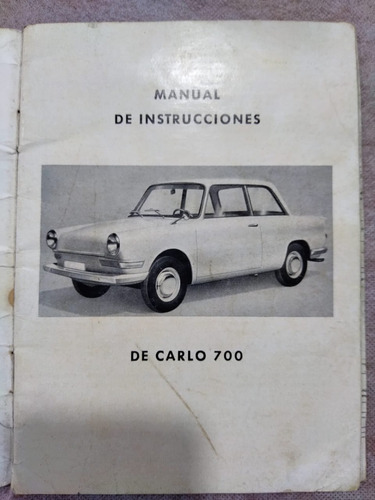 MANUAL
DE INSTRUCCIONES
DE CARLO 700